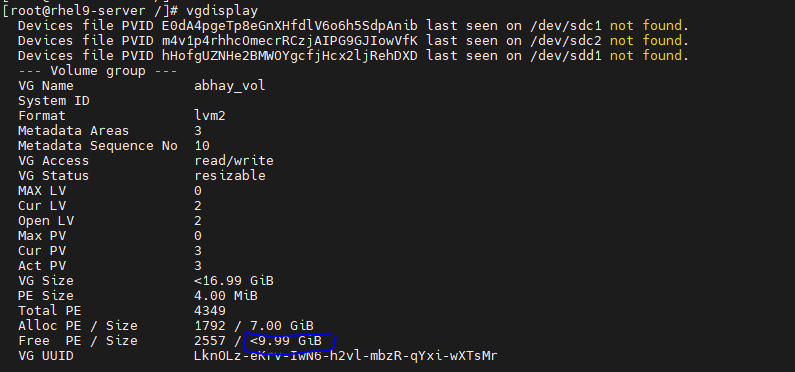 [root@rhel9-server /]# vgdisplay
Devices file PVID E0dA4pgeTp8eGnXHfdlV6o6h5SdpAnib last seen on /dev/sdc1 not found.
Devices file PVID m4v1p4rhhcOmecrRCzjAIPG9GJIowVfK last seen on /dev/sdc2 not found.
Devices file PVID hHofgUZNHe2BMWOYgcfjHcx2ljRehDXD last seen on /dev/sdd1 not found.
--- Volume group ---
VG Name abhay_vol
System ID
Format lvm2
Metadata Areas 3
Metadata Sequence No 10
VG Access read/write
VG Status resizable
MAX LV 0
Cur LV 2
Open LV 2
Max PV 0
Cur PV 3
Act PV 3
VG Size <16.99 GiB
PE Size 4.00 MiB
Total PE 4349
Alloc PE / Size 1792 / 7.00 GiB
Free PE / Size 2557 / <9.99 GiB
VG UUID LknOLz-eKrV-IwN6-h2vl-mbzR-qYxi-wXTsMr